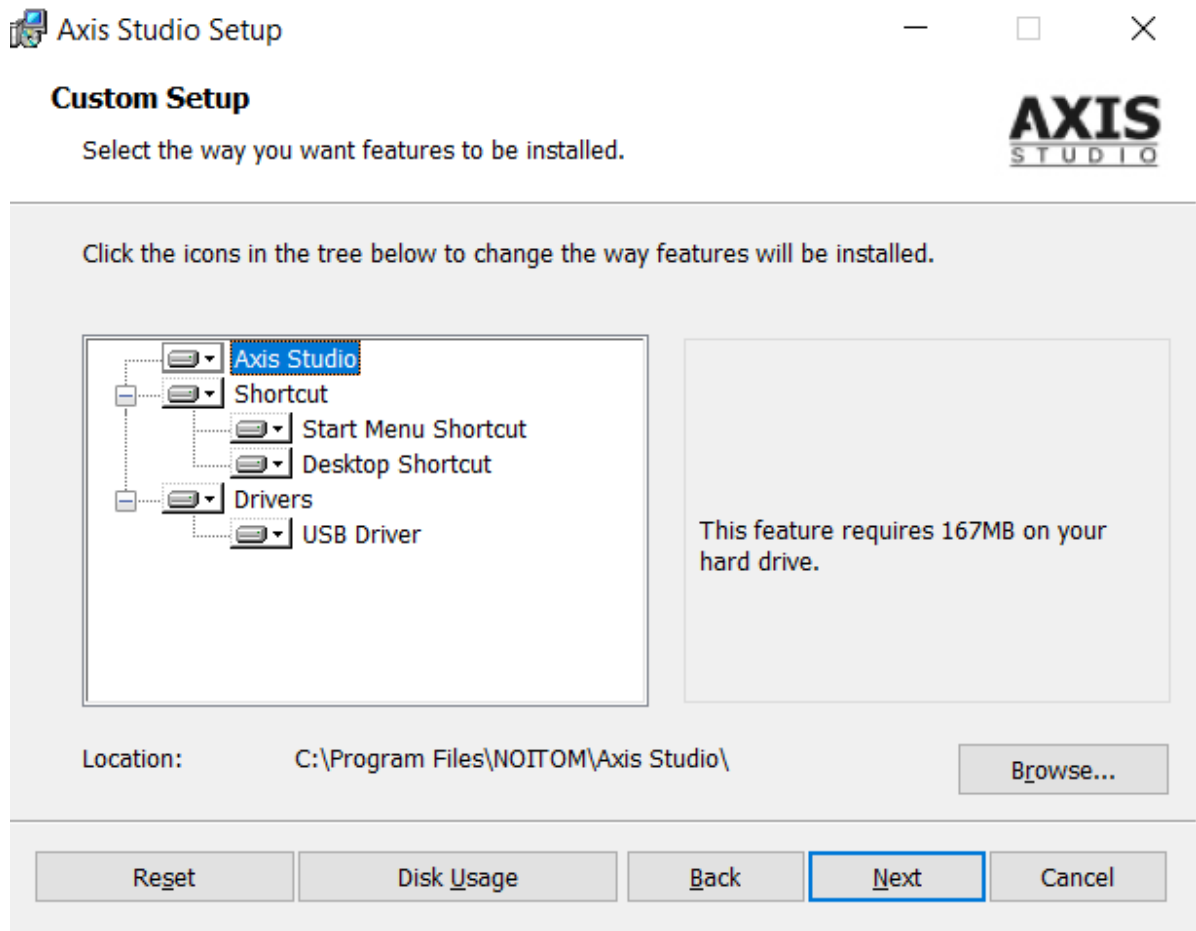 Axis Studio Setup
Custom Setup
Select the way you want features to be installed.
AXIS
STUDIO
Click the icons in the tree below to change the way features will be installed.
Axis Studio
Shortcut
Start Menu Shortcut
Desktop Shortcut
Drivers
USB Driver
This feature requires 167MB on your
hard drive.
Location: C:\Program Files\NOITOM\Axis Studio\
Browse...
Reset Disk Usage Back Next Cancel